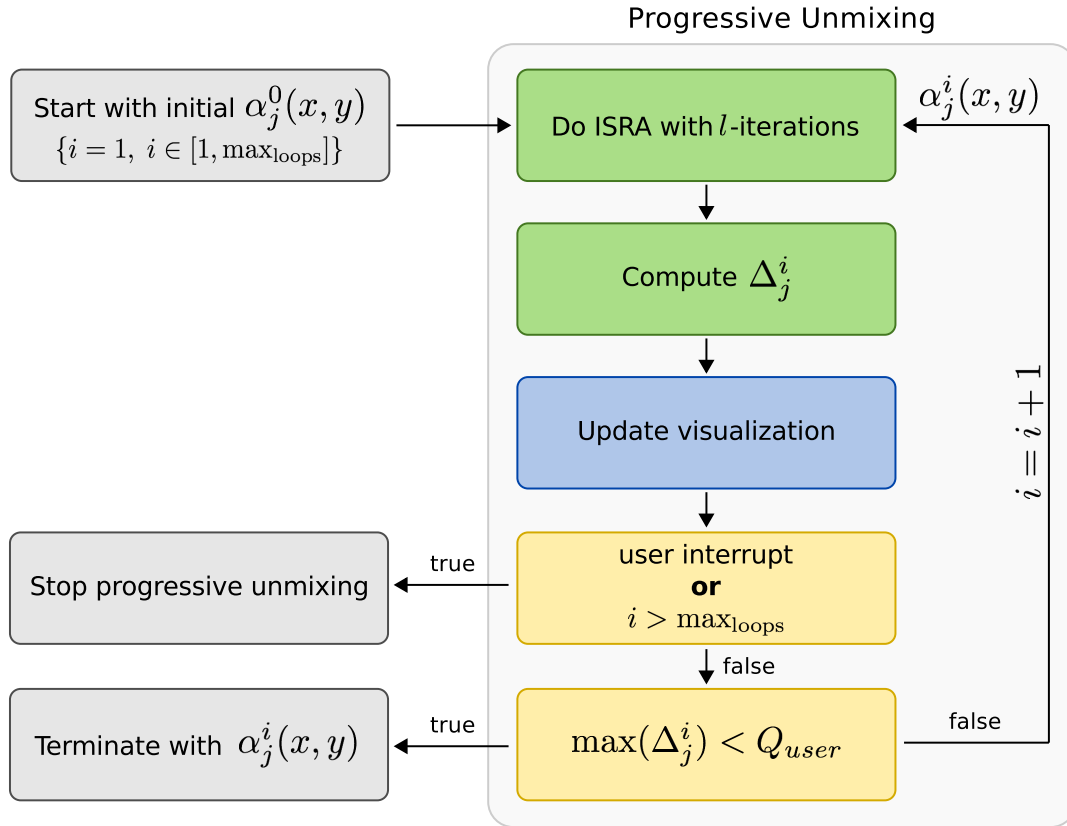 Progressive Unmixing
Start with initial α_j^0(x, y)
{i = 1, i ∈ [1, max_loops]}
Do ISRA with l-iterations
α_j^i(x, y)
Compute Δ_j^i
Update visualization
i = i + 1
user interrupt
or
i > max_loops
true
Stop progressive unmixing
false
max(Δ_j^i) < Q_user
true
Terminate with α_j^i(x, y)
false